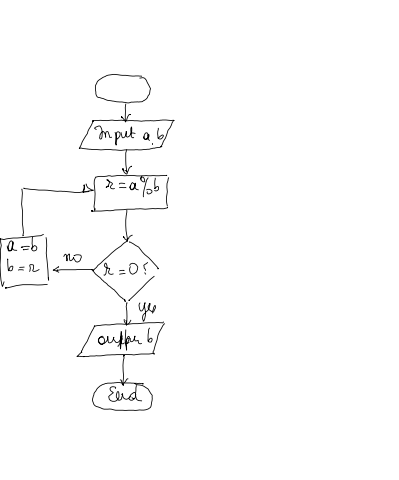 Input a, b
r = a % b
a = b
b = r
no
r = 0 ?
yes
output b
End